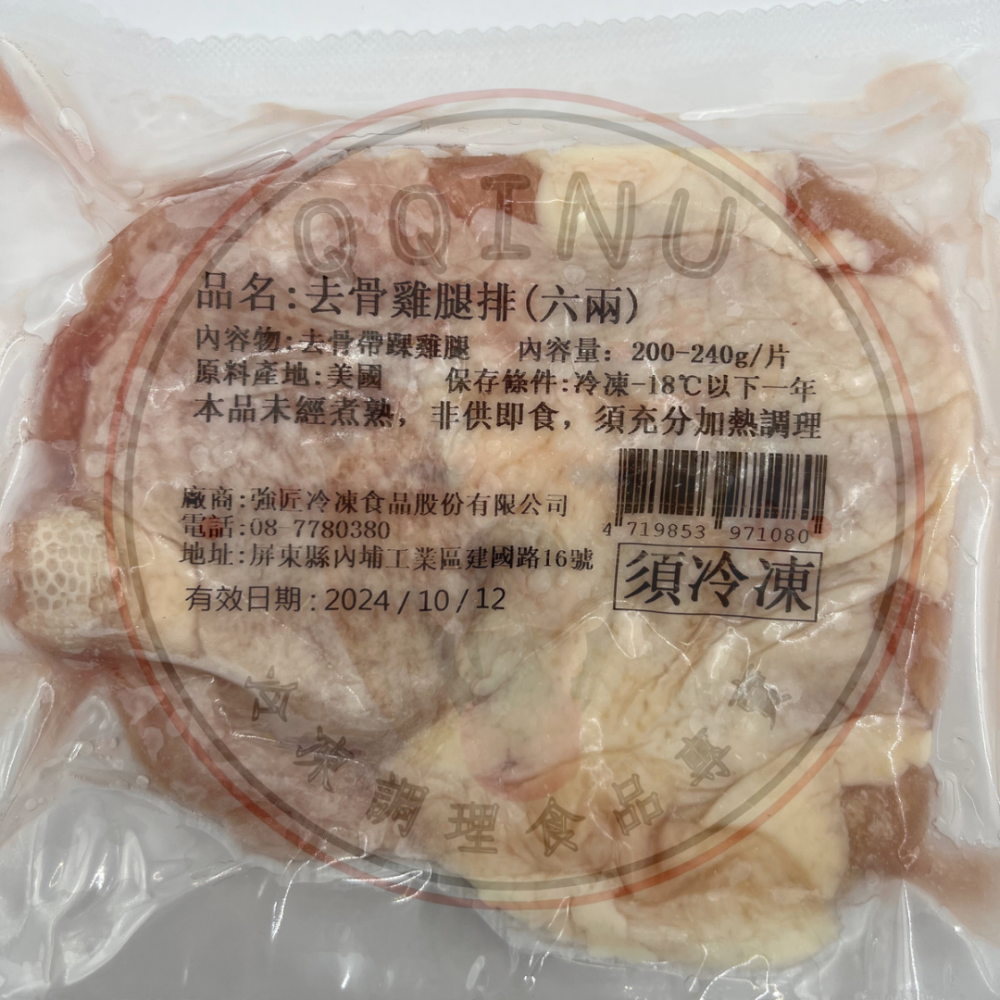 QQINU
品名:去骨雞腿排(六兩)
內容物:去骨帶踝雞腿 內容量:200-240g/片
原料產地:美國 保存條件:冷凍-18℃以下一年
本品未經煮熟,非供即食,須充分加熱調理
4 719853 971080
廠商:強匠冷凍食品股份有限公司
電話:08-7780380
地址:屏東縣內埔工業區建國路16號
須冷凍
有效日期:2024/10/12
調理食品專